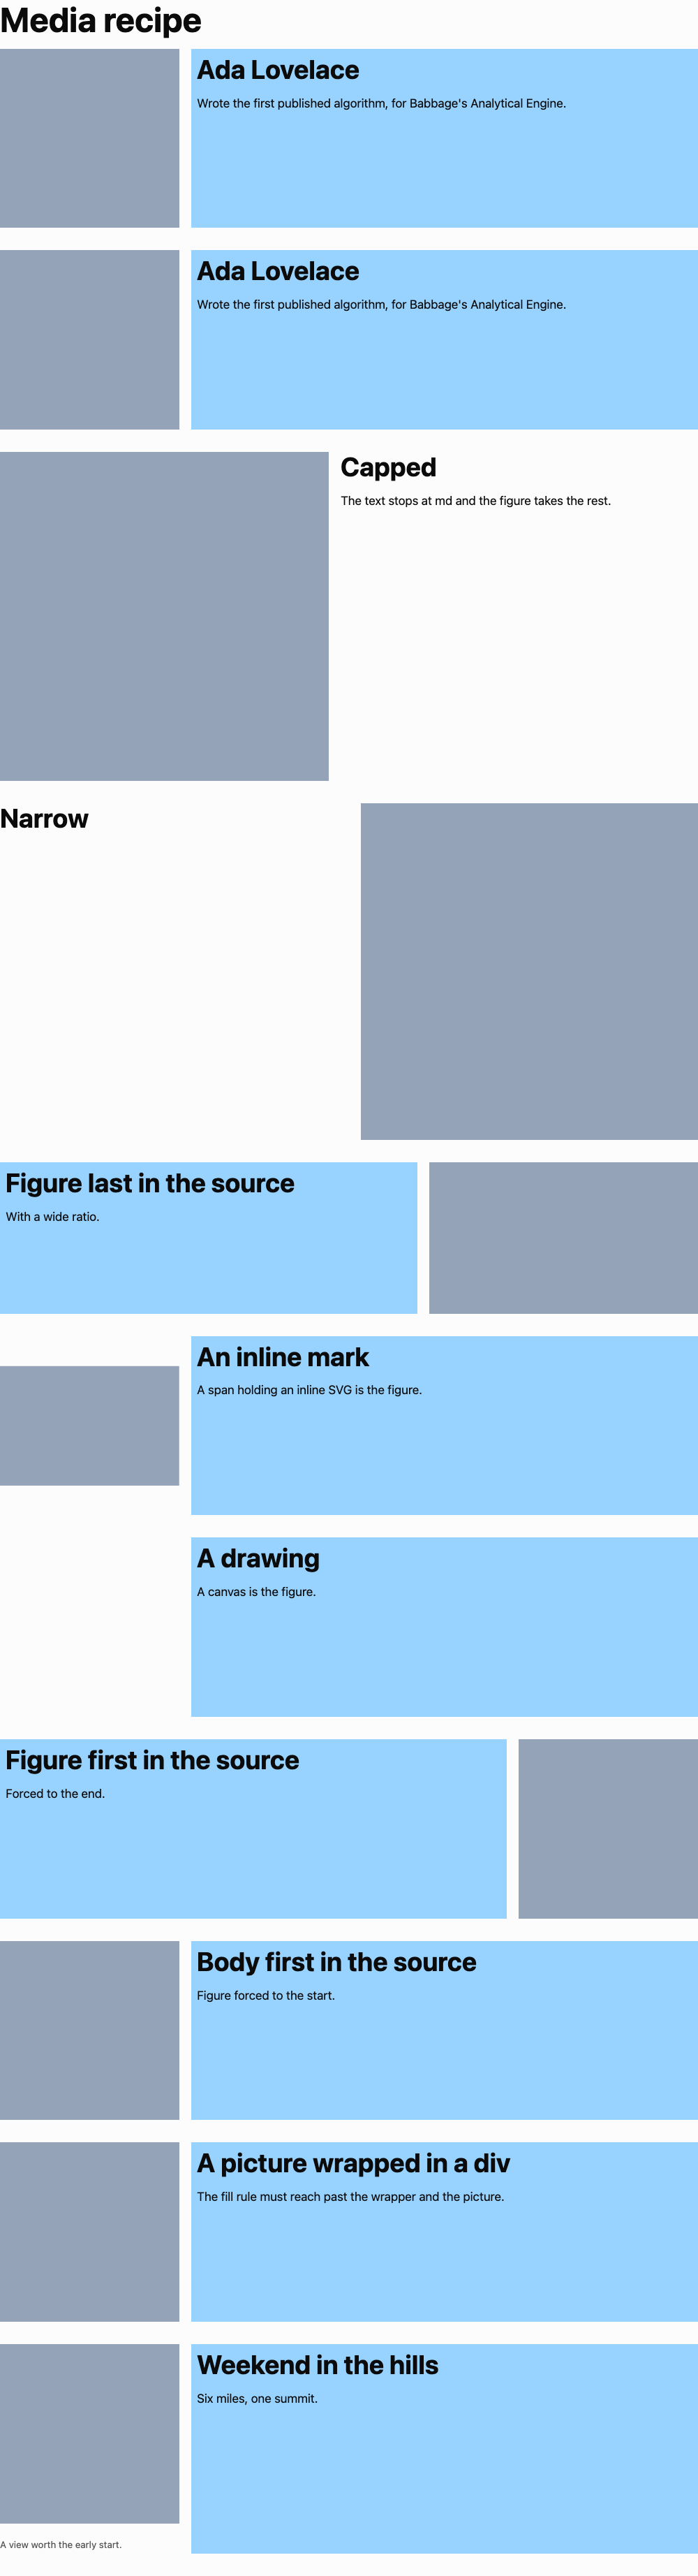 Media recipe
Ada Lovelace
Wrote the first published algorithm, for Babbage's Analytical Engine.
Ada Lovelace
Wrote the first published algorithm, for Babbage's Analytical Engine.
Capped
The text stops at md and the figure takes the rest.
Narrow
Figure last in the source
With a wide ratio.
An inline mark
A span holding an inline SVG is the figure.
A drawing
A canvas is the figure.
Figure first in the source
Forced to the end.
Body first in the source
Figure forced to the start.
A picture wrapped in a div
The fill rule must reach past the wrapper and the picture.
Weekend in the hills
Six miles, one summit.
A view worth the early start.